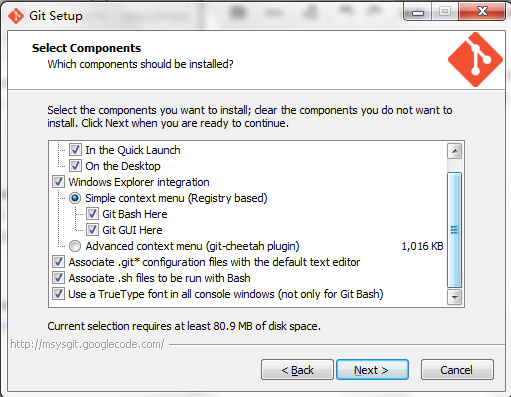 Git Setup
Select Components
Which components should be installed?
Select the components you want to install; clear the components you do not want to
install. Click Next when you are ready to continue.
In the Quick Launch
On the Desktop
Windows Explorer integration
Simple context menu (Registry based)
Git Bash Here
Git GUI Here
Advanced context menu (git-cheetah plugin) 1,016 KB
Associate .git* configuration files with the default text editor
Associate .sh files to be run with Bash
Use a TrueType font in all console windows (not only for Git Bash)
Current selection requires at least 80.9 MB of disk space.
http://msysgit.googlecode.com/
< Back Next > Cancel